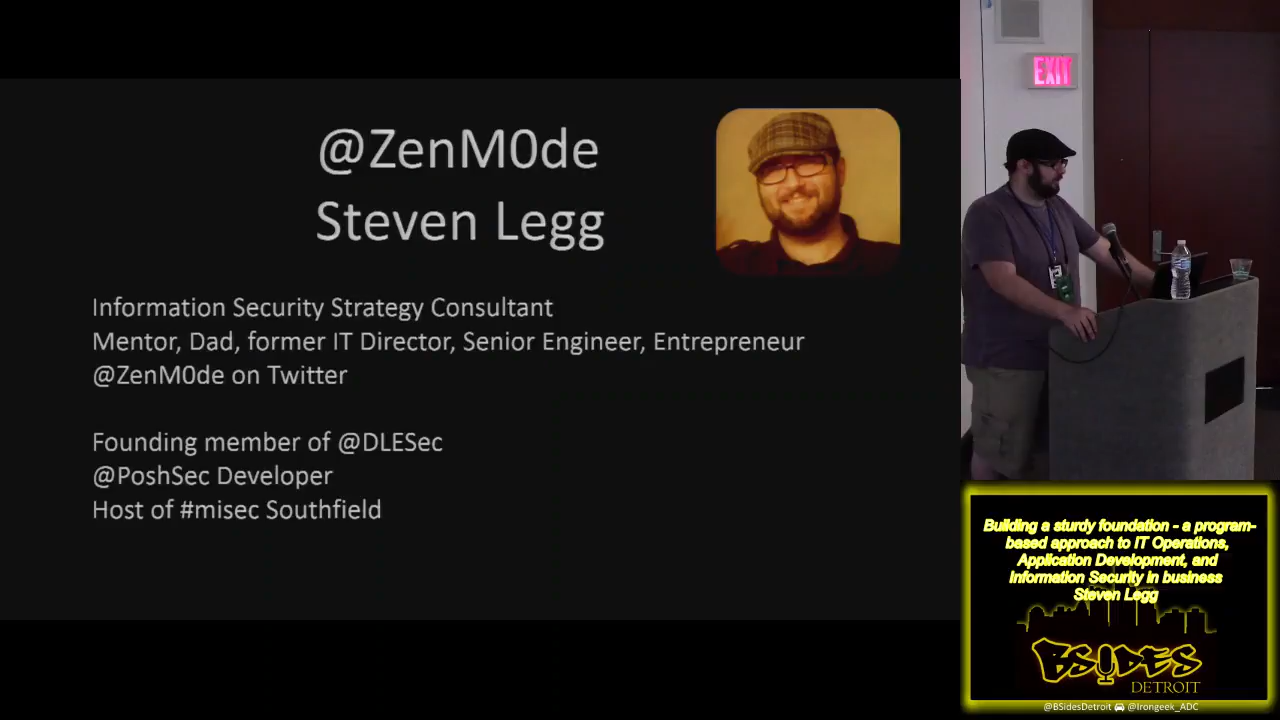 @ZenM0de
Steven Legg
Information Security Strategy Consultant
Mentor, Dad, former IT Director, Senior Engineer, Entrepreneur
@ZenM0de on Twitter
Founding member of @DLESec
@PoshSec Developer
Host of #misec Southfield
EXIT
Building a sturdy foundation - a program-
based approach to IT Operations,
Application Development, and
Information Security in business
Steven Legg
BSIDES
DETROIT
@BSidesDetroit @Irongeek_ADC